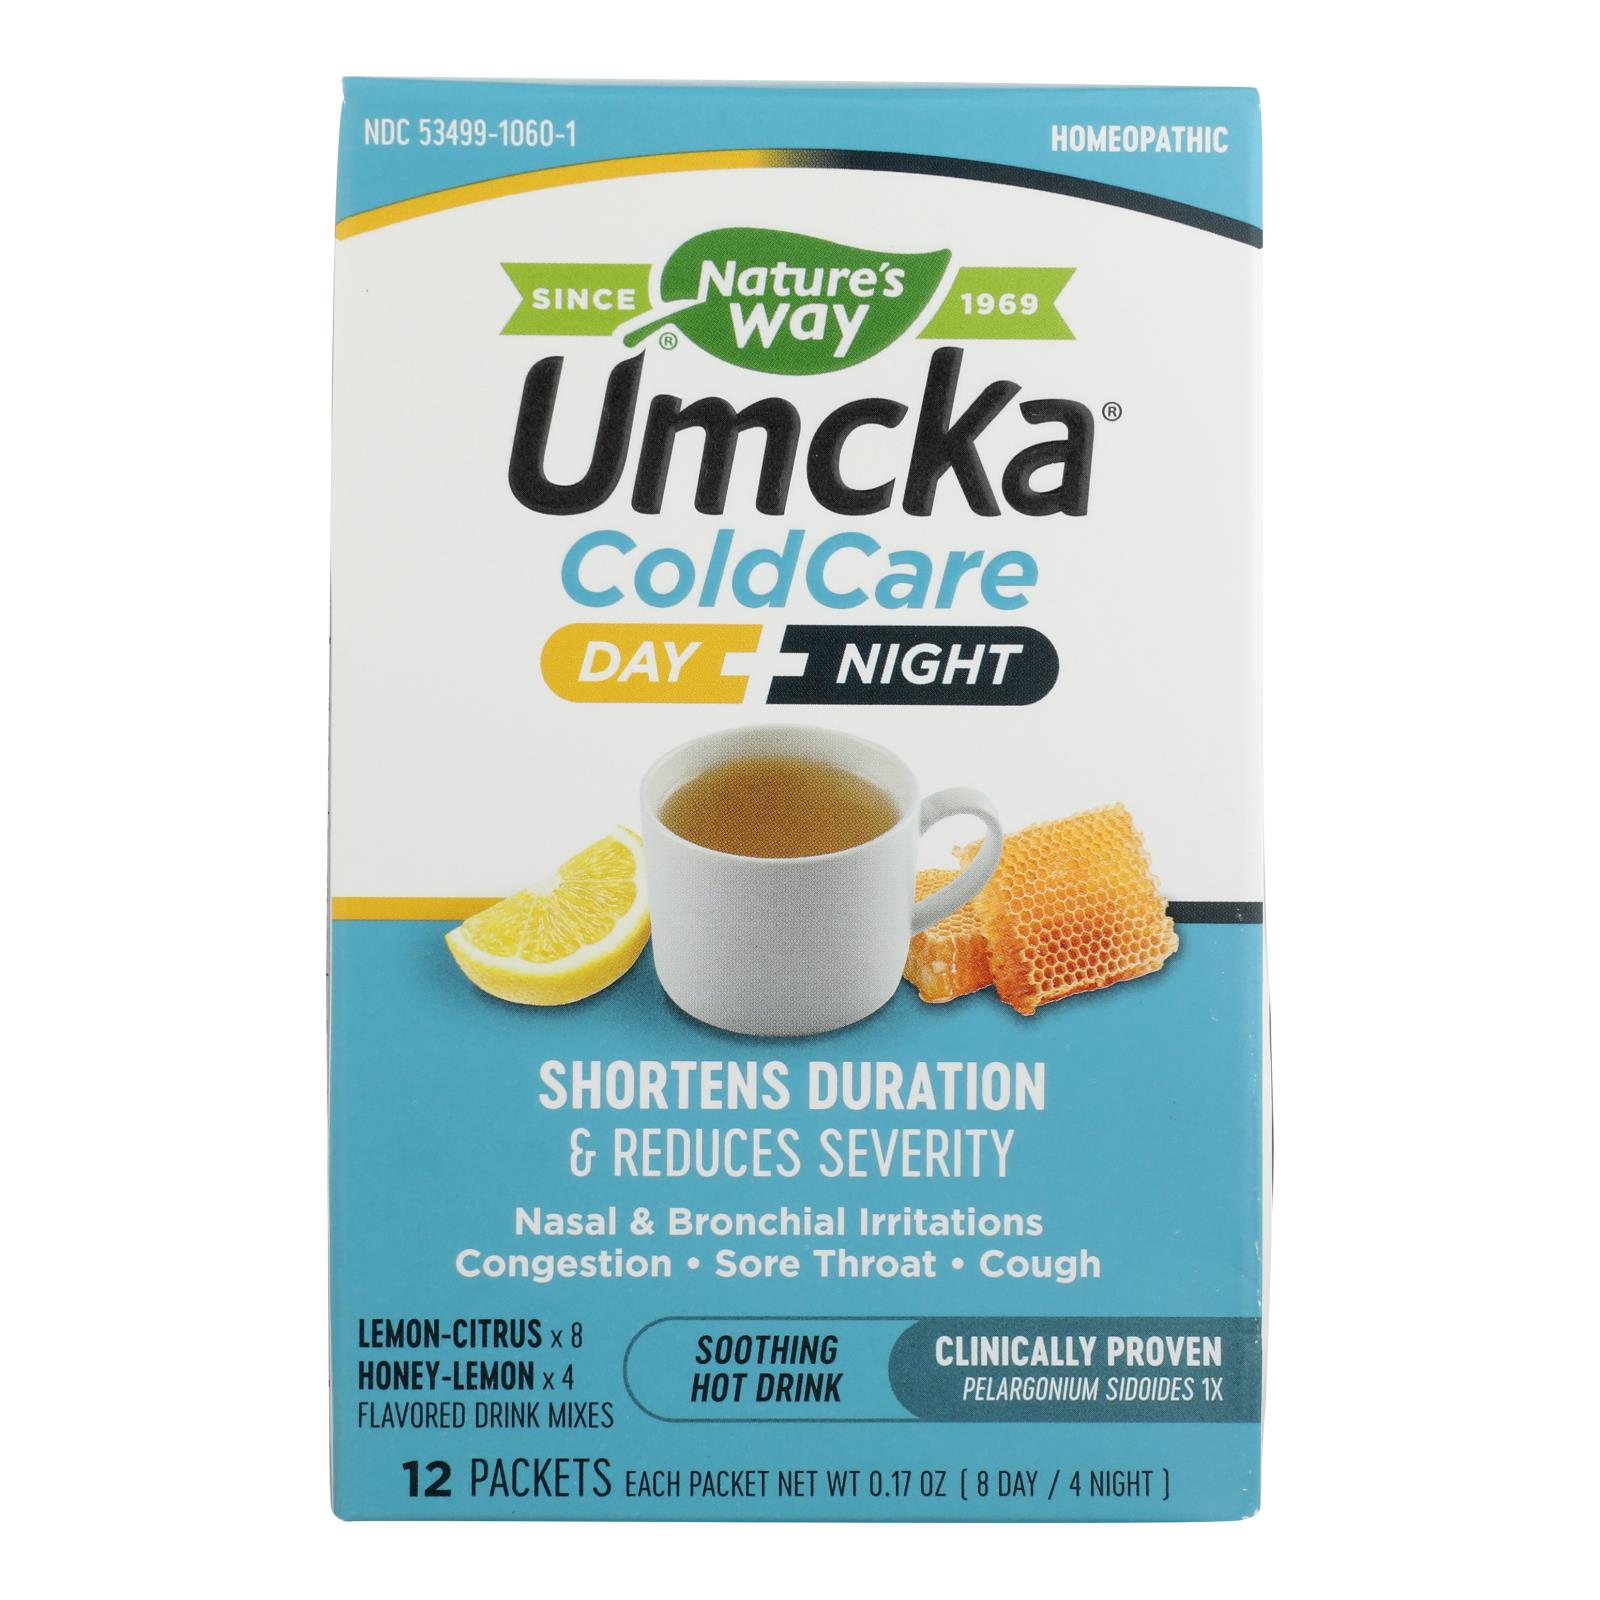 NDC 53499-1060-1
HOMEOPATHIC
SINCE
Nature's
Way
1969
®
Umcka®
ColdCare
DAY + NIGHT
SHORTENS DURATION
& REDUCES SEVERITY
Nasal & Bronchial Irritations
Congestion • Sore Throat • Cough
LEMON-CITRUS x 8
HONEY-LEMON x 4
FLAVORED DRINK MIXES
SOOTHING
HOT DRINK
CLINICALLY PROVEN
PELARGONIUM SIDOIDES 1X
12 PACKETS EACH PACKET NET WT 0.17 OZ ( 8 DAY / 4 NIGHT )